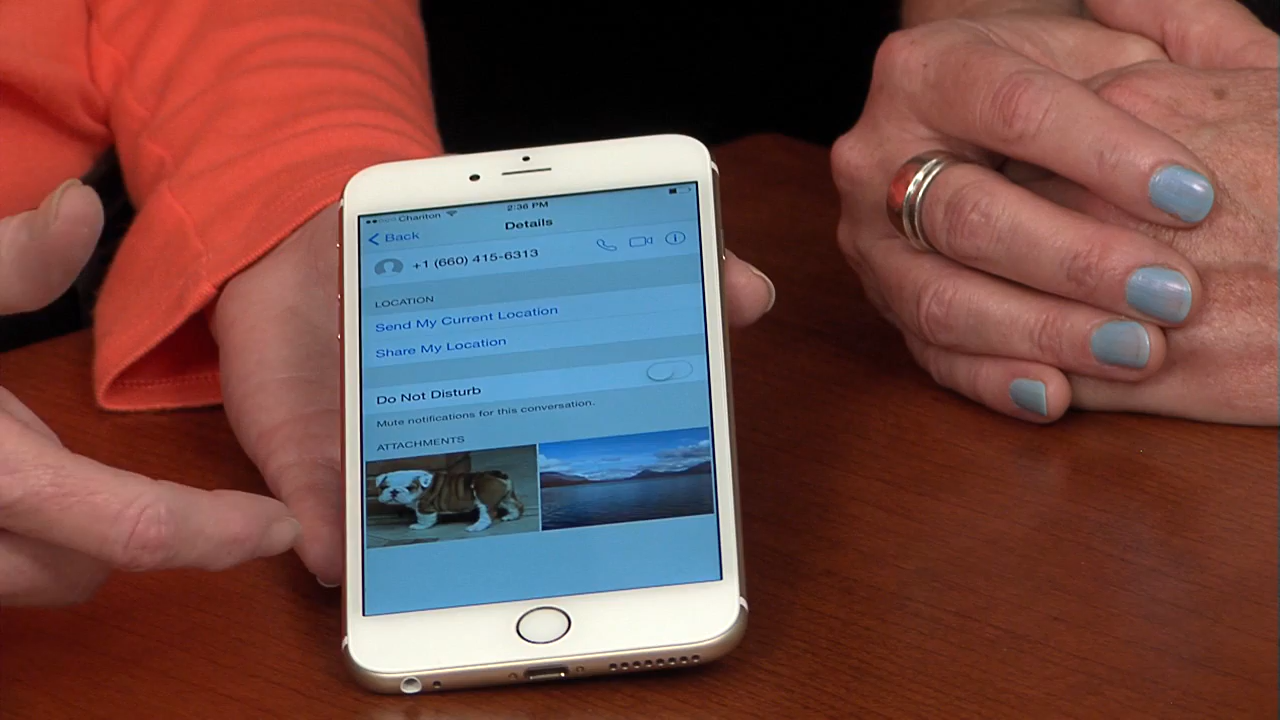 Chariton 2:36 PM
Back Details
+1 (660) 415-6313
LOCATION
Send My Current Location
Share My Location
Do Not Disturb
Mute notifications for this conversation.
ATTACHMENTS